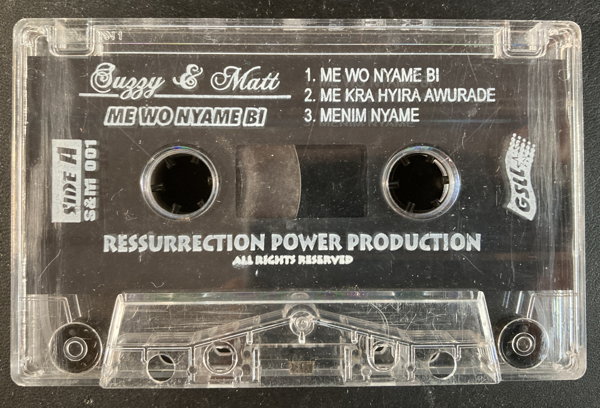 Suzzy & Matt
ME WO NYAME BI
1. ME WO NYAME BI
2. ME KRA HYIRA AWURADE
3. MENIM NYAME
SIDE A
S&M 001
GSLL
RESSURRECTION POWER PRODUCTION
ALL RIGHTS RESERVED